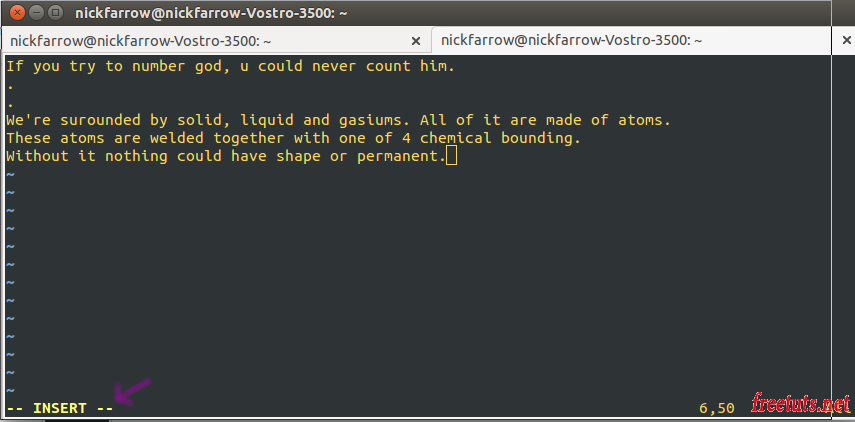 nickfarrow@nickfarrow-Vostro-3500: ~
nickfarrow@nickfarrow-Vostro-3500: ~ × nickfarrow@nickfarrow-Vostro-3500: ~ ×
If you try to number god, u could never count him.
.
.
We're surounded by solid, liquid and gasiums. All of it are made of atoms.
These atoms are welded together with one of 4 chemical bounding.
Without it nothing could have shape or permanent.
~
~
~
~
~
~
~
~
~
~
~
~
~
-- INSERT -- 6,50 freetuts.net